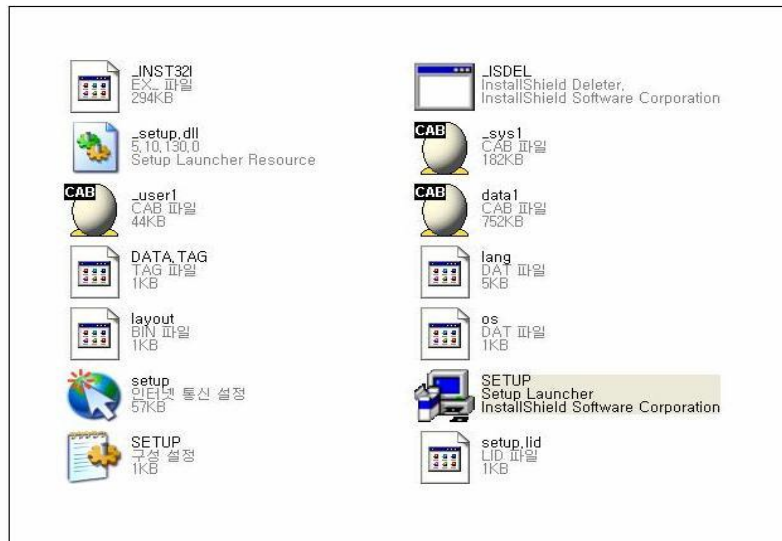 _INST32I
EX_ 파일
294KB
_ISDEL
InstallShield Deleter,
InstallShield Software Corporation
_setup.dll
5,10,130,0
Setup Launcher Resource
CAB
_sys1
CAB 파일
182KB
CAB
_user1
CAB 파일
44KB
CAB
data1
CAB 파일
752KB
DATA.TAG
TAG 파일
1KB
lang
DAT 파일
5KB
layout
BIN 파일
1KB
os
DAT 파일
1KB
setup
인터넷 통신 설정
57KB
SETUP
Setup Launcher
InstallShield Software Corporation
SETUP
구성 설정
1KB
setup.lid
LID 파일
1KB